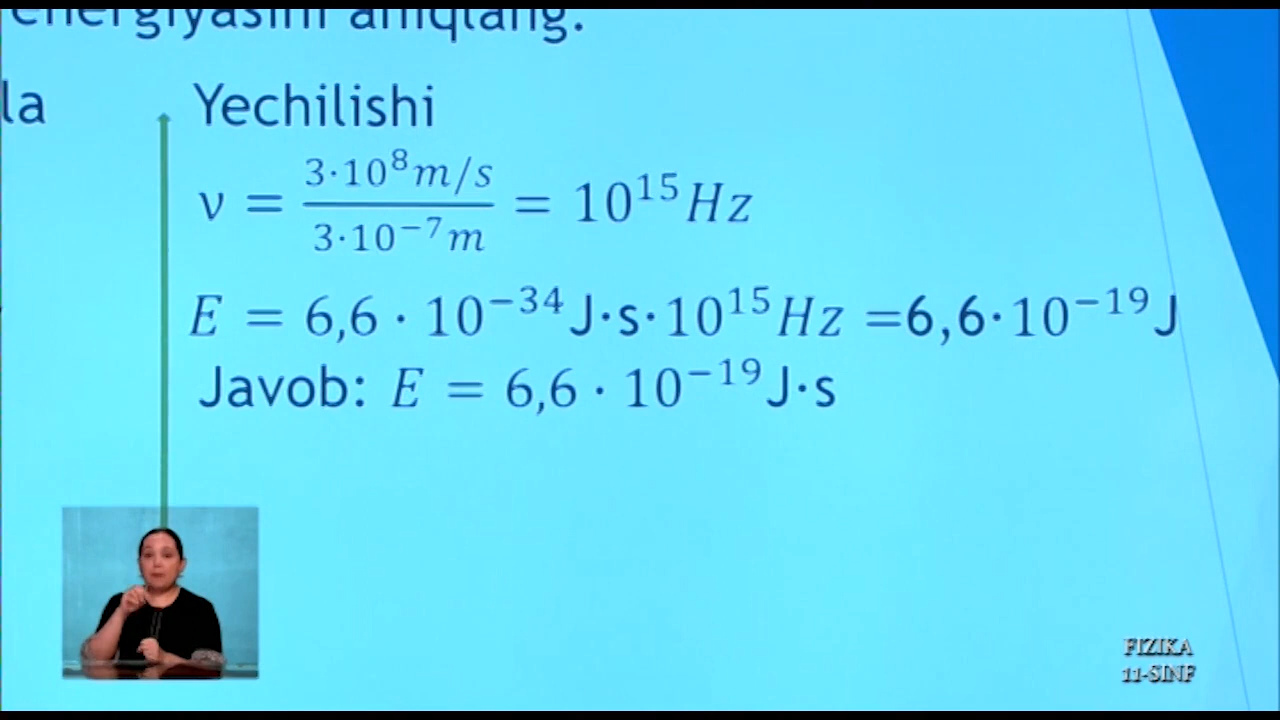 energiyasini aniqlang.
la
Yechilishi
ν = 3·10⁸m/s / 3·10⁻⁷m = 10¹⁵Hz
E = 6,6 · 10⁻³⁴J·s·10¹⁵Hz =6,6·10⁻¹⁹J
Javob: E = 6,6 · 10⁻¹⁹J·s
FIZIKA
11-SINF